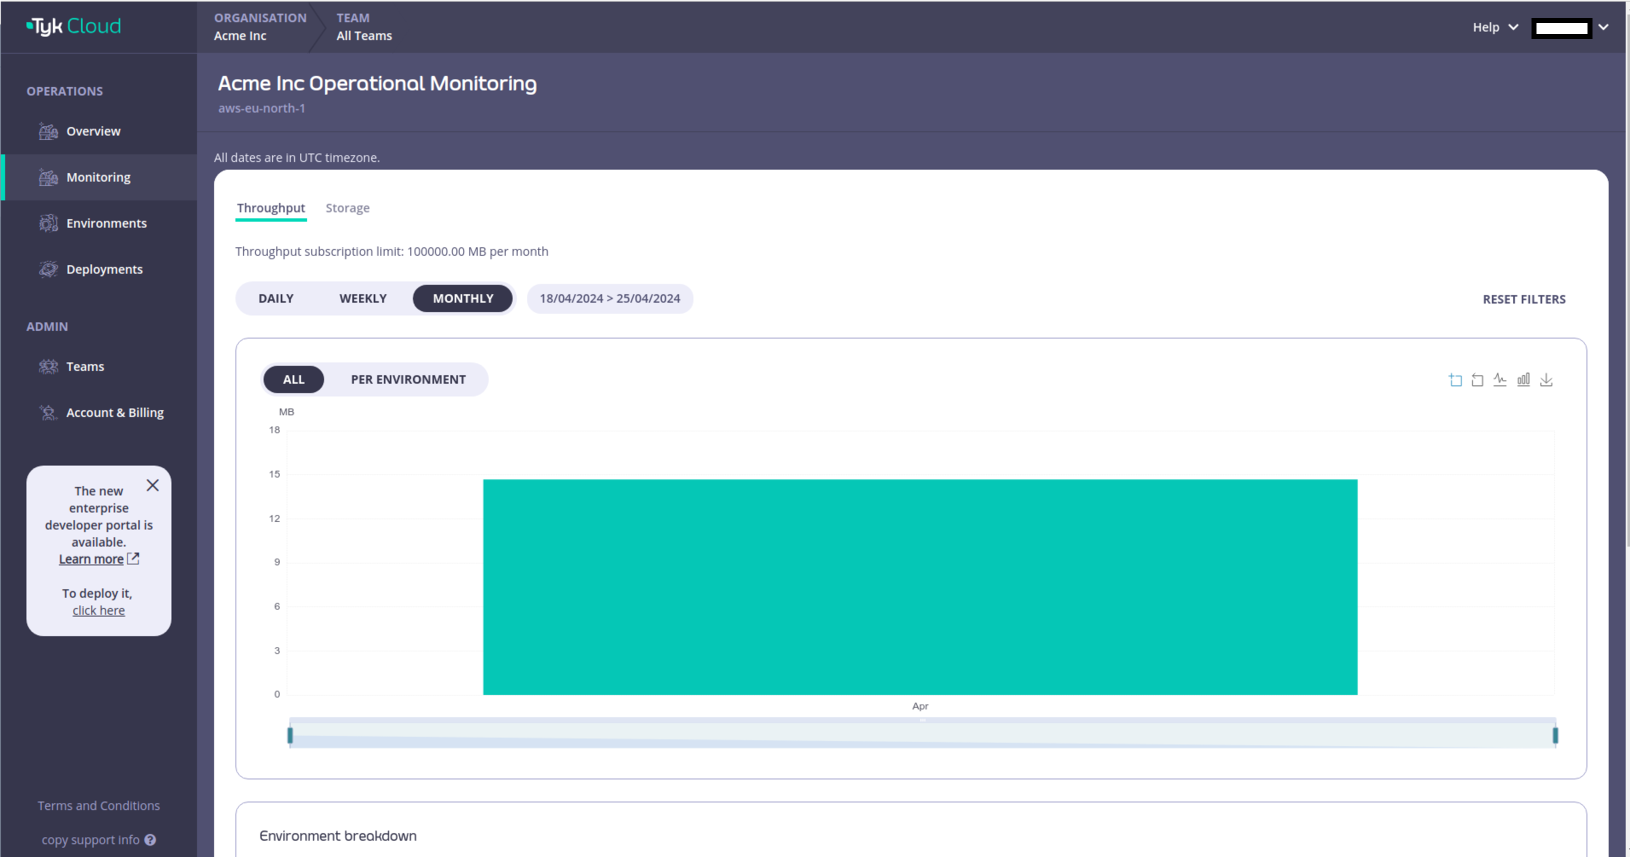 Tyk Cloud
ORGANISATION
Acme Inc
TEAM
All Teams
Help
OPERATIONS
Overview
Monitoring
Environments
Deployments
ADMIN
Teams
Account & Billing
The new
enterprise
developer portal is
available.
Learn more
To deploy it,
click here
Terms and Conditions
copy support info ?
Acme Inc Operational Monitoring
aws-eu-north-1
All dates are in UTC timezone.
Throughput
Storage
Throughput subscription limit: 100000.00 MB per month
DAILY
WEEKLY
MONTHLY
18/04/2024 > 25/04/2024
RESET FILTERS
ALL
PER ENVIRONMENT
MB
18
15
12
9
6
3
0
Apr
Environment breakdown